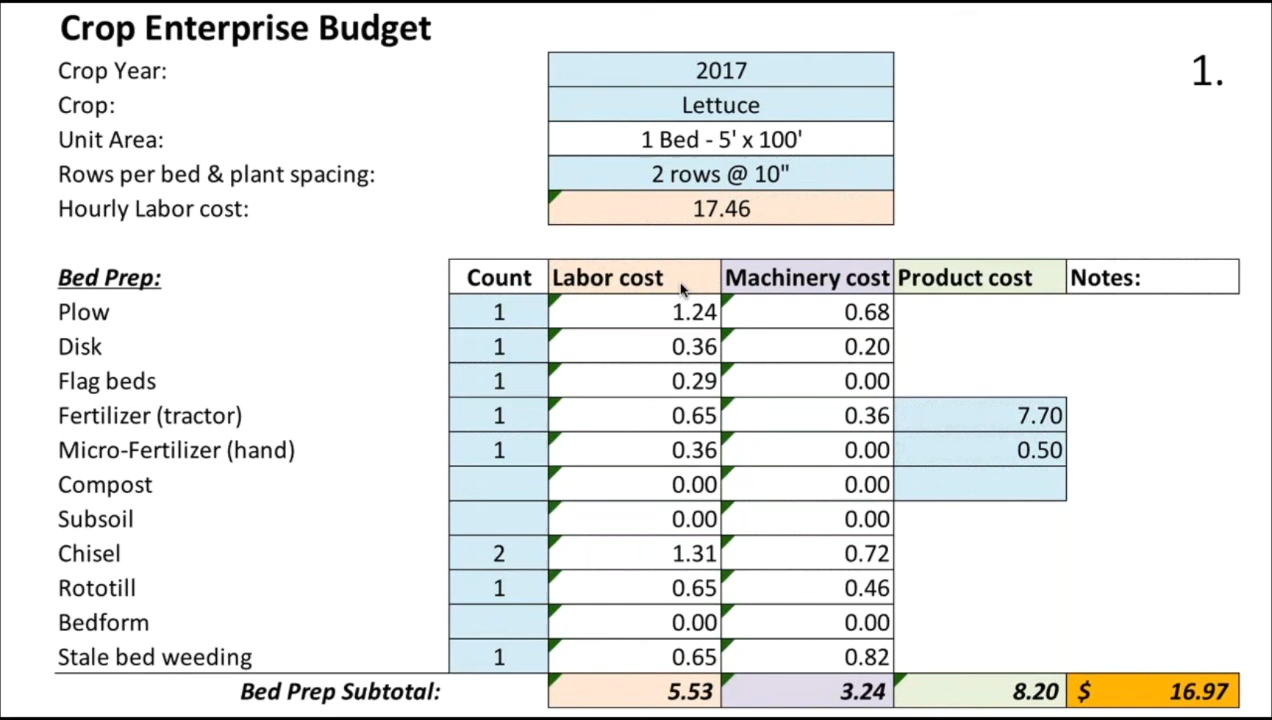 Crop Enterprise Budget
Crop Year: 2017 1.
Crop: Lettuce
Unit Area: 1 Bed - 5' x 100'
Rows per bed & plant spacing: 2 rows @ 10"
Hourly Labor cost: 17.46
Bed Prep: Count Labor cost Machinery cost Product cost Notes:
Plow 1 1.24 0.68
Disk 1 0.36 0.20
Flag beds 1 0.29 0.00
Fertilizer (tractor) 1 0.65 0.36 7.70
Micro-Fertilizer (hand) 1 0.36 0.00 0.50
Compost 0.00 0.00
Subsoil 0.00 0.00
Chisel 2 1.31 0.72
Rototill 1 0.65 0.46
Bedform 0.00 0.00
Stale bed weeding 1 0.65 0.82
Bed Prep Subtotal: 5.53 3.24 8.20 $ 16.97